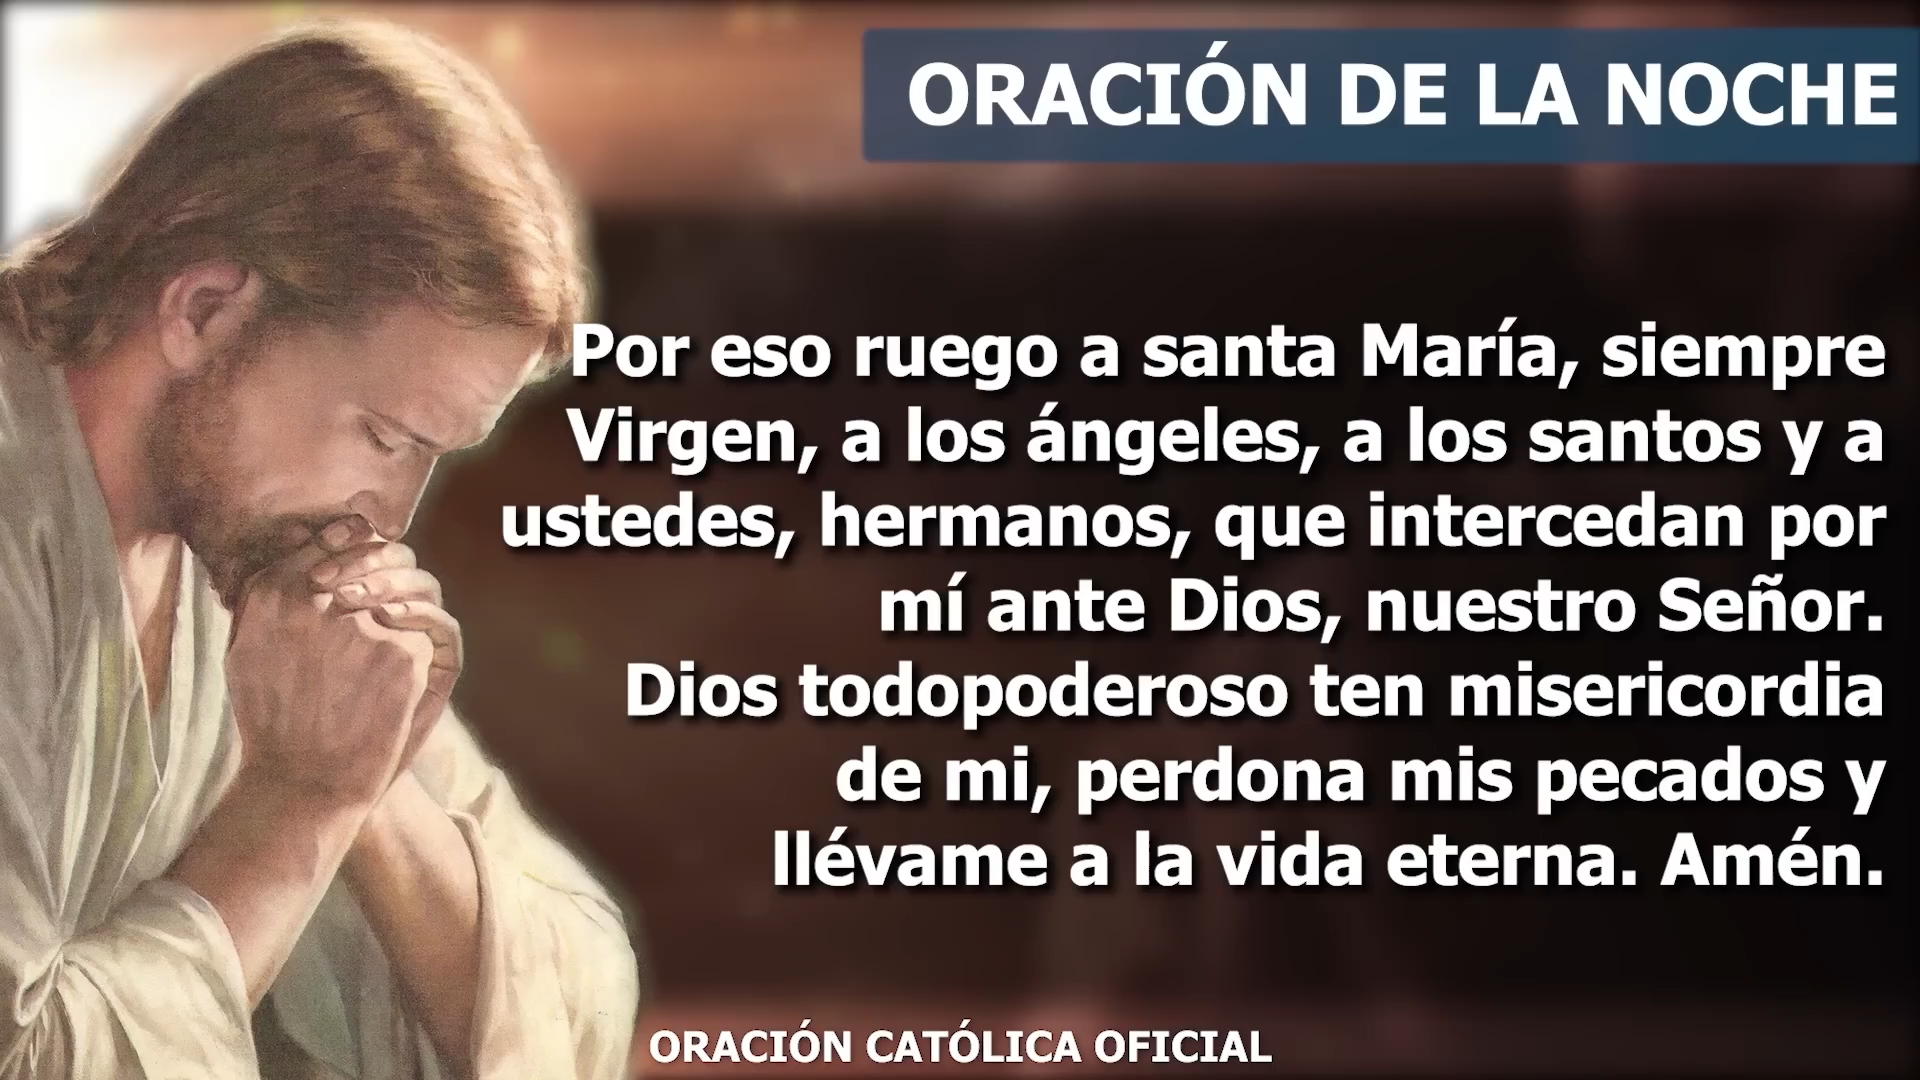 ORACIÓN DE LA NOCHE
Por eso ruego a santa María, siempre
Virgen, a los ángeles, a los santos y a
ustedes, hermanos, que intercedan por
mí ante Dios, nuestro Señor.
Dios todopoderoso ten misericordia
de mi, perdona mis pecados y
llévame a la vida eterna. Amén.
ORACIÓN CATÓLICA OFICIAL